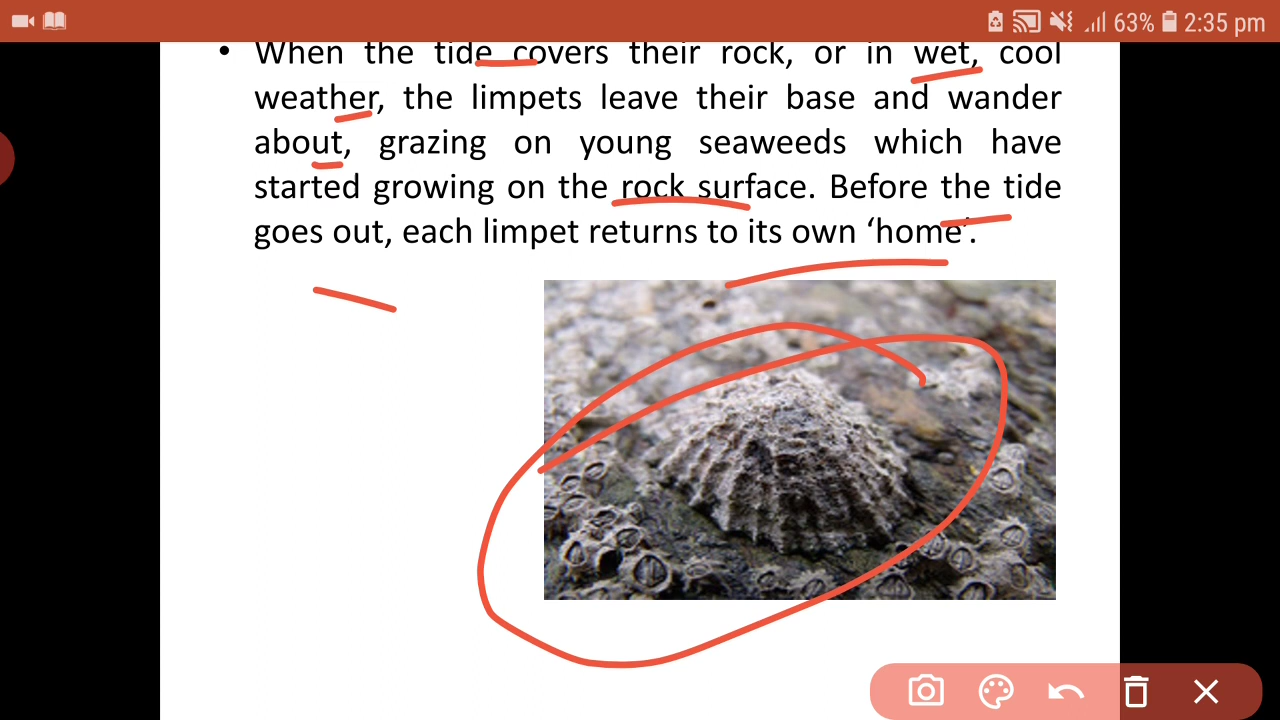 63% 2:35 pm
• When the tide covers their rock, or in wet, cool
weather, the limpets leave their base and wander
about, grazing on young seaweeds which have
started growing on the rock surface. Before the tide
goes out, each limpet returns to its own ‘home’.